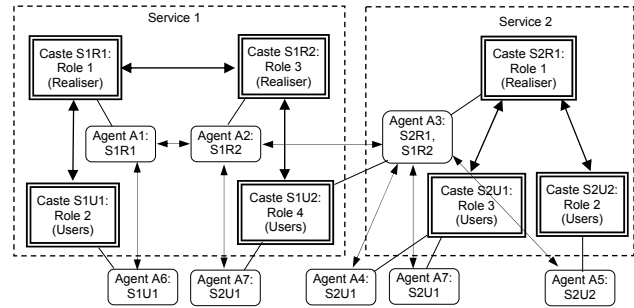 Service 1
Service 2
Caste S1R1:
Role 1
(Realiser)
Caste S1R2:
Role 3
(Realiser)
Caste S2R1:
Role 1
(Realiser)
Agent A1:
S1R1
Agent A2:
S1R2
Agent A3:
S2R1,
S1R2
Caste S1U1:
Role 2
(Users)
Caste S1U2:
Role 4
(Users)
Caste S2U1:
Role 3
(Users)
Caste S2U2:
Role 2
(Users)
Agent A6:
S1U1
Agent A7:
S2U1
Agent A4:
S2U1
Agent A7:
S2U1
Agent A5:
S2U2